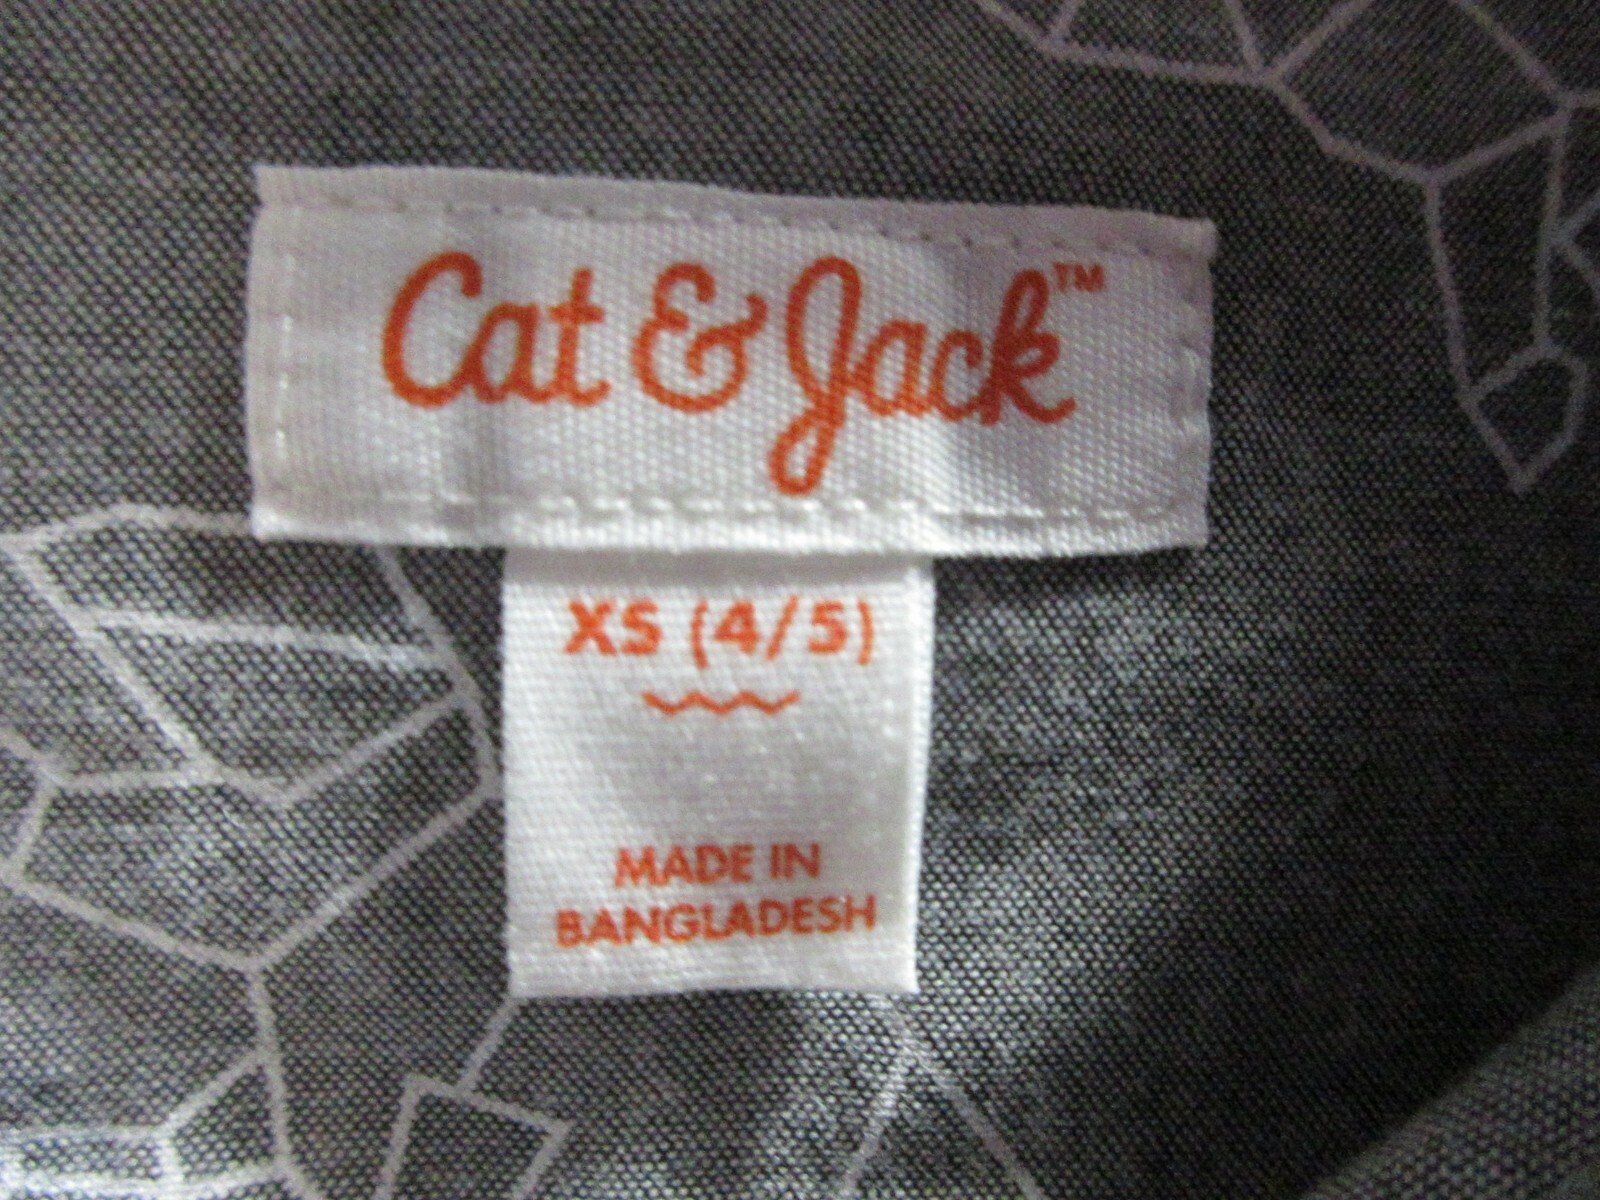 Cat & Jack™
XS (4/5)
MADE IN
BANGLADESH